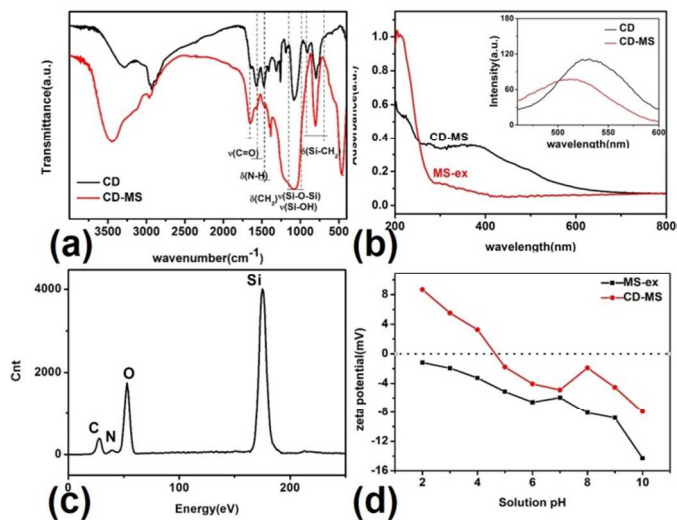 Transmittance(a.u.)
ν(C=O)
δ(N-H)
δ(Si-CH2)
δ(CH2)ν(Si-O-Si)
ν(Si-OH)
CD
CD-MS
(a)
4000 3500 3000 2500 2000 1500 1000 500
wavenumber(cm-1)
Adsorbance(a.u.)
1.0
0.8
0.6
0.4
0.2
0.0
CD-MS
MS-ex
Intensity(a.u.)
180
120
60
0
CD
CD-MS
500 550 600
wavelength(nm)
(b)
200 400 600 800
wavelength(nm)
Cnt
4000
2000
0
C
N
O
Si
(c)
0 200
Energy(eV)
zeta potential(mV)
8
4
0
-4
-8
-12
-16
MS-ex
CD-MS
(d)
2 4 6 8 10
Solution pH